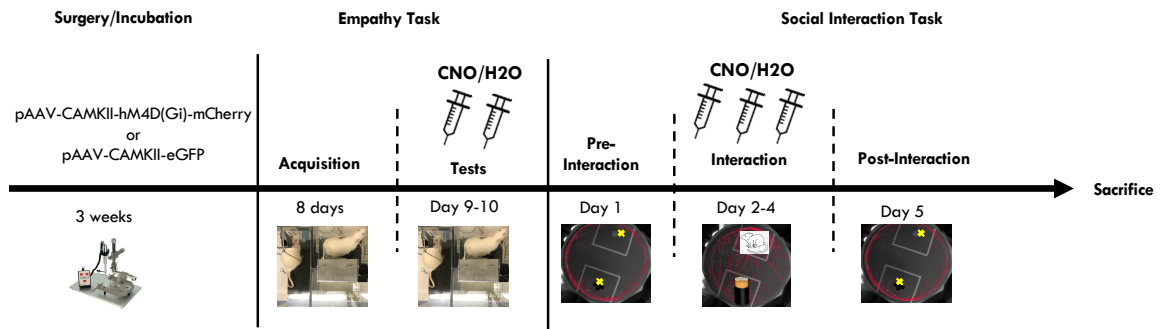 Surgery/Incubation
Empathy Task
Social Interaction Task
CNO/H2O
CNO/H2O
pAAV-CAMKII-hM4D(Gi)-mCherry
or
pAAV-CAMKII-eGFP
Acquisition
Tests
Pre-
Interaction
Interaction
Post-Interaction
Sacrifice
3 weeks
8 days
Day 9-10
Day 1
Day 2-4
Day 5